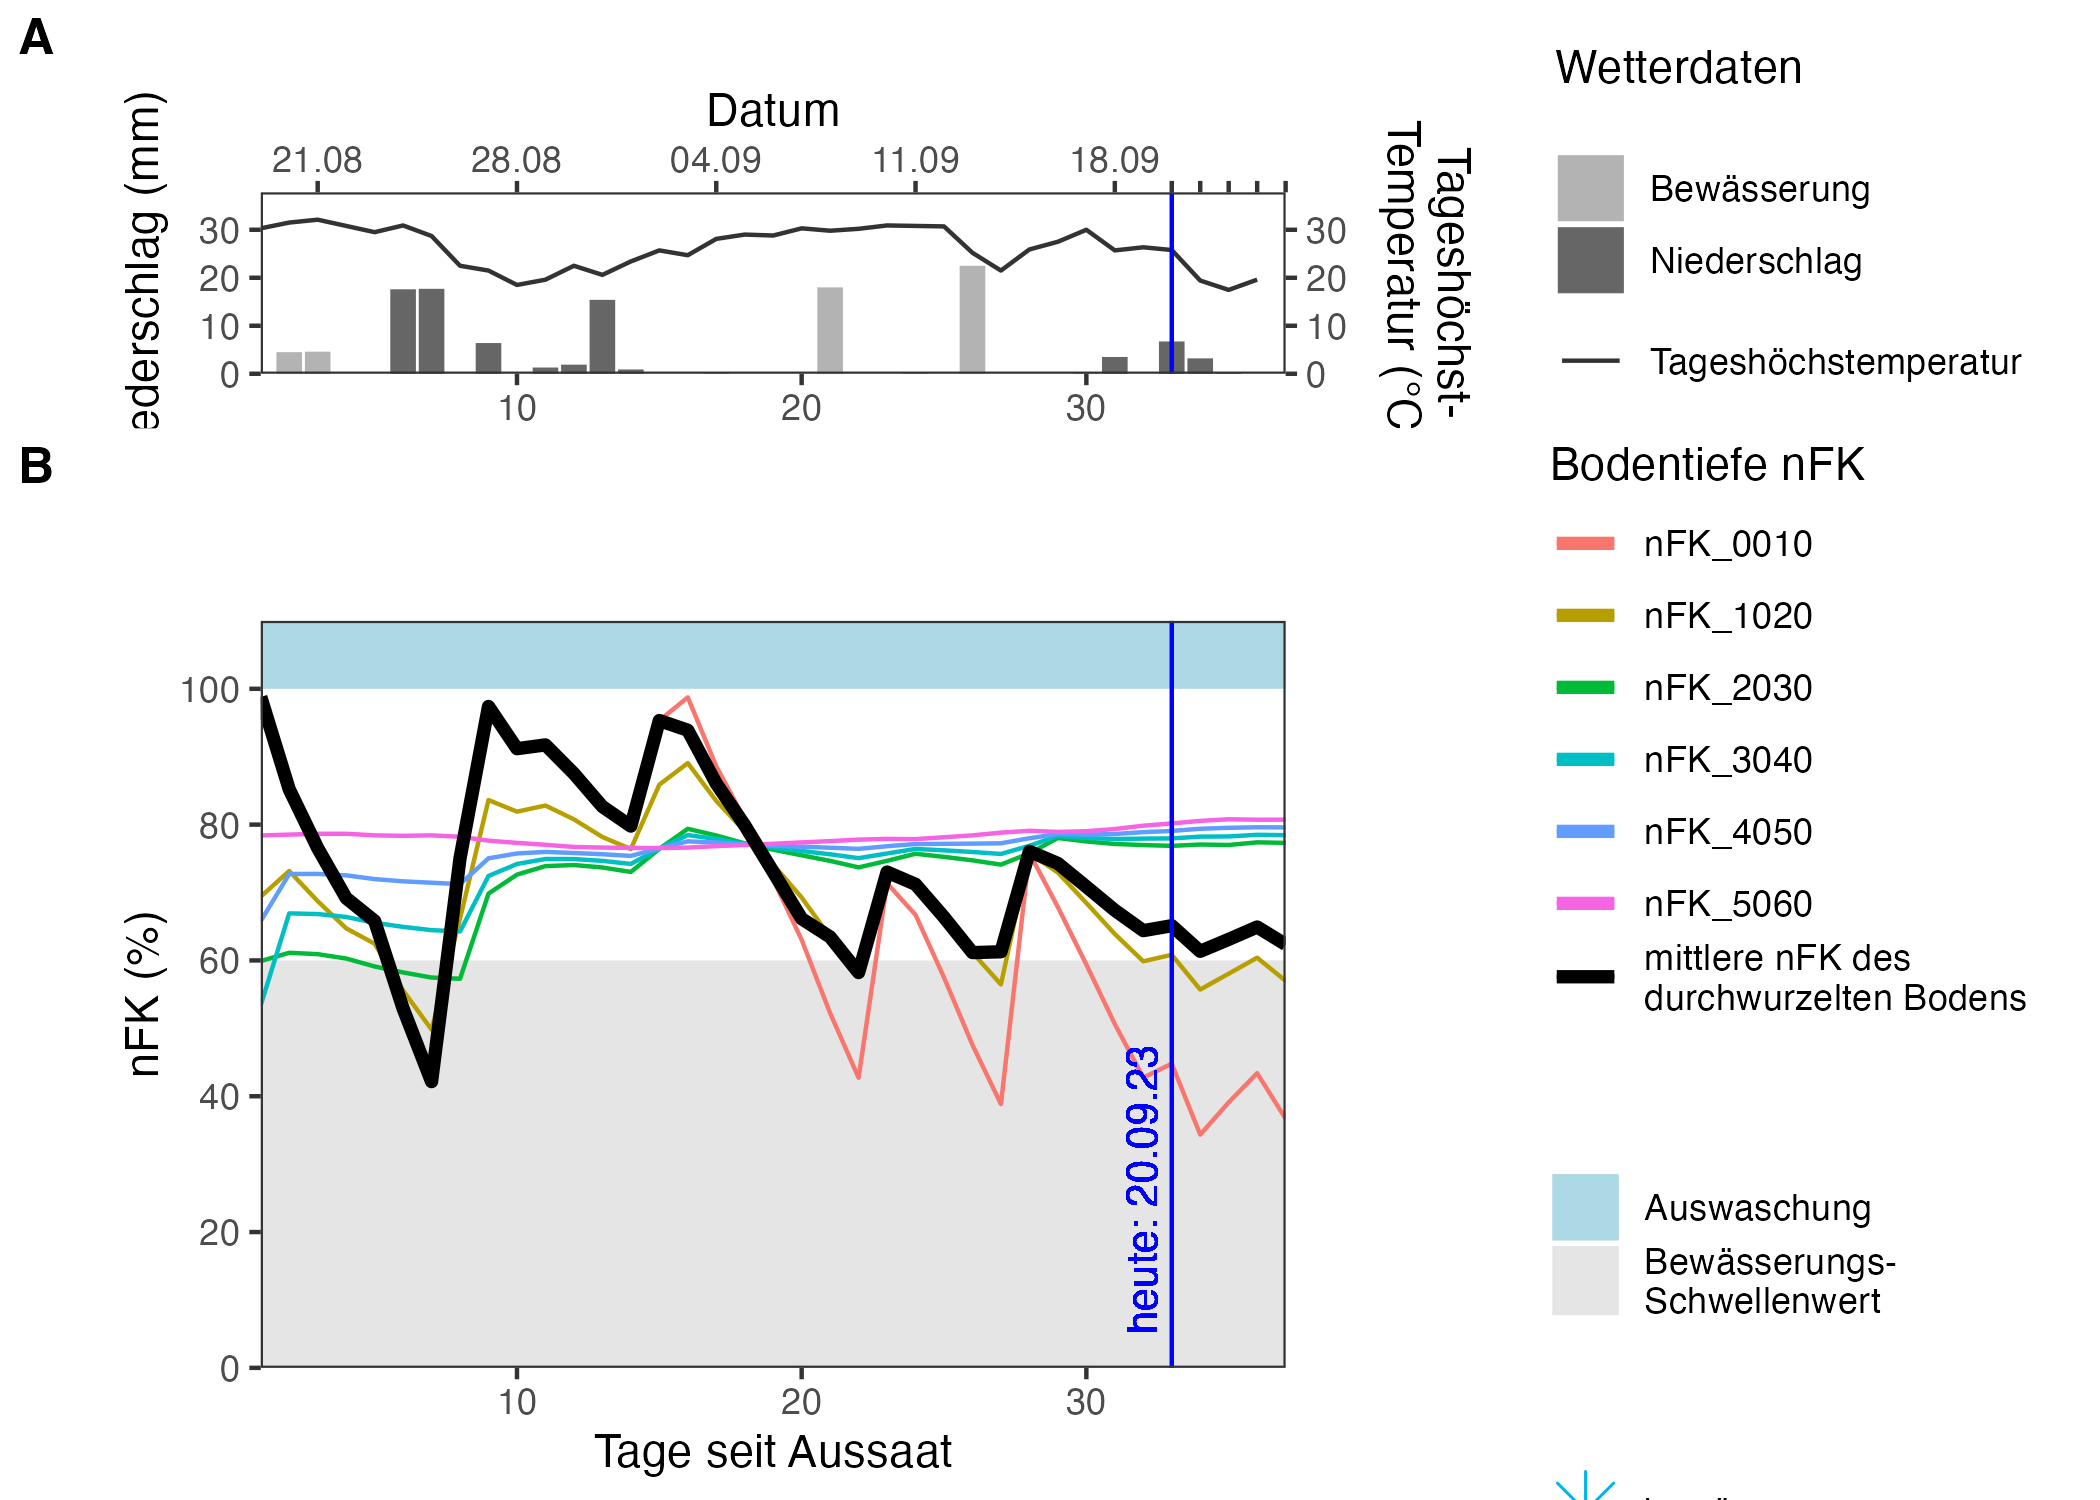 A
Wetterdaten
Datum
21.08 28.08 04.09 11.09 18.09
ederschlag (mm)
30
20
10
0
30
20
10
0
Tageshöchst-
Temperatur (°C
10 20 30
Bewässerung
Niederschlag
Tageshöchstemperatur
B
Bodentiefe nFK
nFK_0010
nFK_1020
nFK_2030
nFK_3040
nFK_4050
nFK_5060
mittlere nFK des
durchwurzelten Bodens
nFK (%)
100
80
60
40
20
0
heute: 20.09.23
10 20 30
Tage seit Aussaat
Auswaschung
Bewässerungs-
Schwellenwert